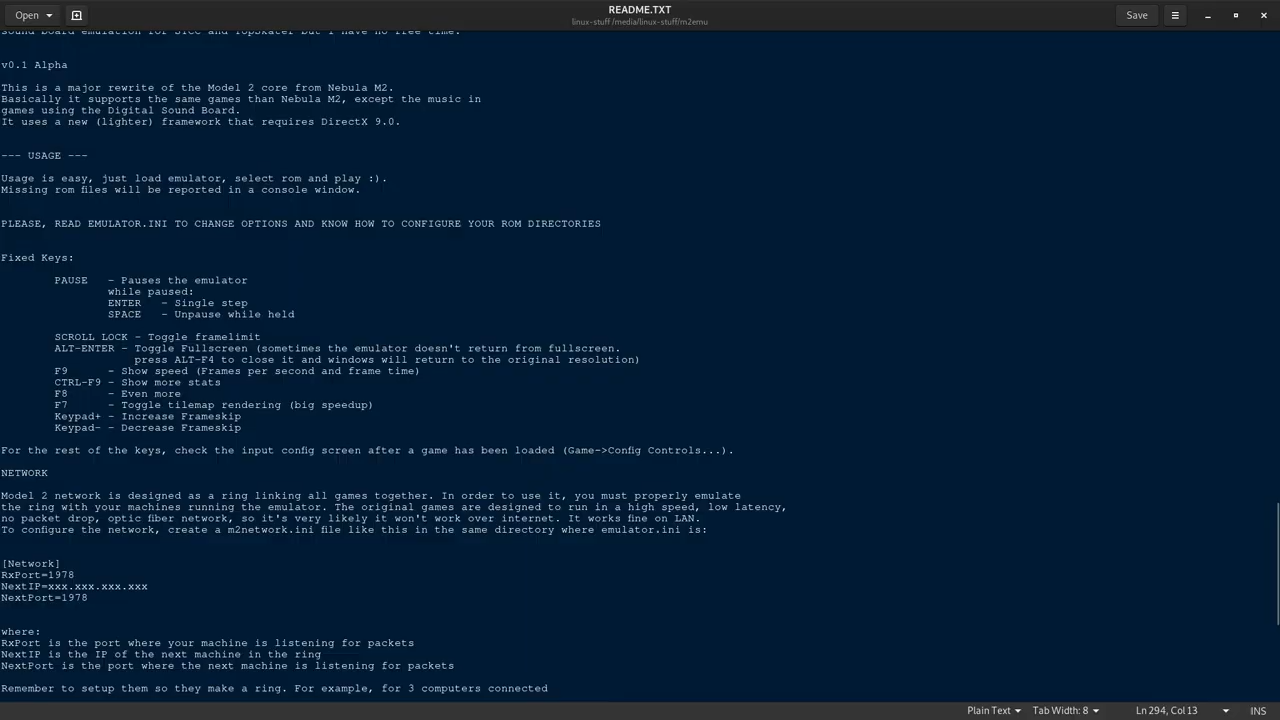 Open
README.TXT
linux-stuff /media/linux-stuff/m2emu
Save
sound board emulation for STCC and TopSkater but I have no free time.
v0.1 Alpha
This is a major rewrite of the Model 2 core from Nebula M2.
Basically it supports the same games than Nebula M2, except the music in
games using the Digital Sound Board.
It uses a new (lighter) framework that requires DirectX 9.0.
--- USAGE ---
Usage is easy, just load emulator, select rom and play :).
Missing rom files will be reported in a console window.
PLEASE, READ EMULATOR.INI TO CHANGE OPTIONS AND KNOW HOW TO CONFIGURE YOUR ROM DIRECTORIES
Fixed Keys:
PAUSE - Pauses the emulator
while paused:
ENTER - Single step
SPACE - Unpause while held
SCROLL LOCK - Toggle framelimit
ALT-ENTER - Toggle Fullscreen (sometimes the emulator doesn't return from fullscreen.
press ALT-F4 to close it and windows will return to the original resolution)
F9 - Show speed (Frames per second and frame time)
CTRL-F9 - Show more stats
F8 - Even more
F7 - Toggle tilemap rendering (big speedup)
Keypad+ - Increase Frameskip
Keypad- - Decrease Frameskip
For the rest of the keys, check the input config screen after a game has been loaded (Game->Config Controls...).
NETWORK
Model 2 network is designed as a ring linking all games together. In order to use it, you must properly emulate
the ring with your machines running the emulator. The original games are designed to run in a high speed, low latency,
no packet drop, optic fiber network, so it's very likely it won't work over internet. It works fine on LAN.
To configure the network, create a m2network.ini file like this in the same directory where emulator.ini is:
[Network]
RxPort=1978
NextIP=xxx.xxx.xxx.xxx
NextPort=1978
where:
RxPort is the port where your machine is listening for packets
NextIP is the IP of the next machine in the ring
NextPort is the port where the next machine is listening for packets
Remember to setup them so they make a ring. For example, for 3 computers connected
Plain Text
Tab Width: 8
Ln 294, Col 13
INS